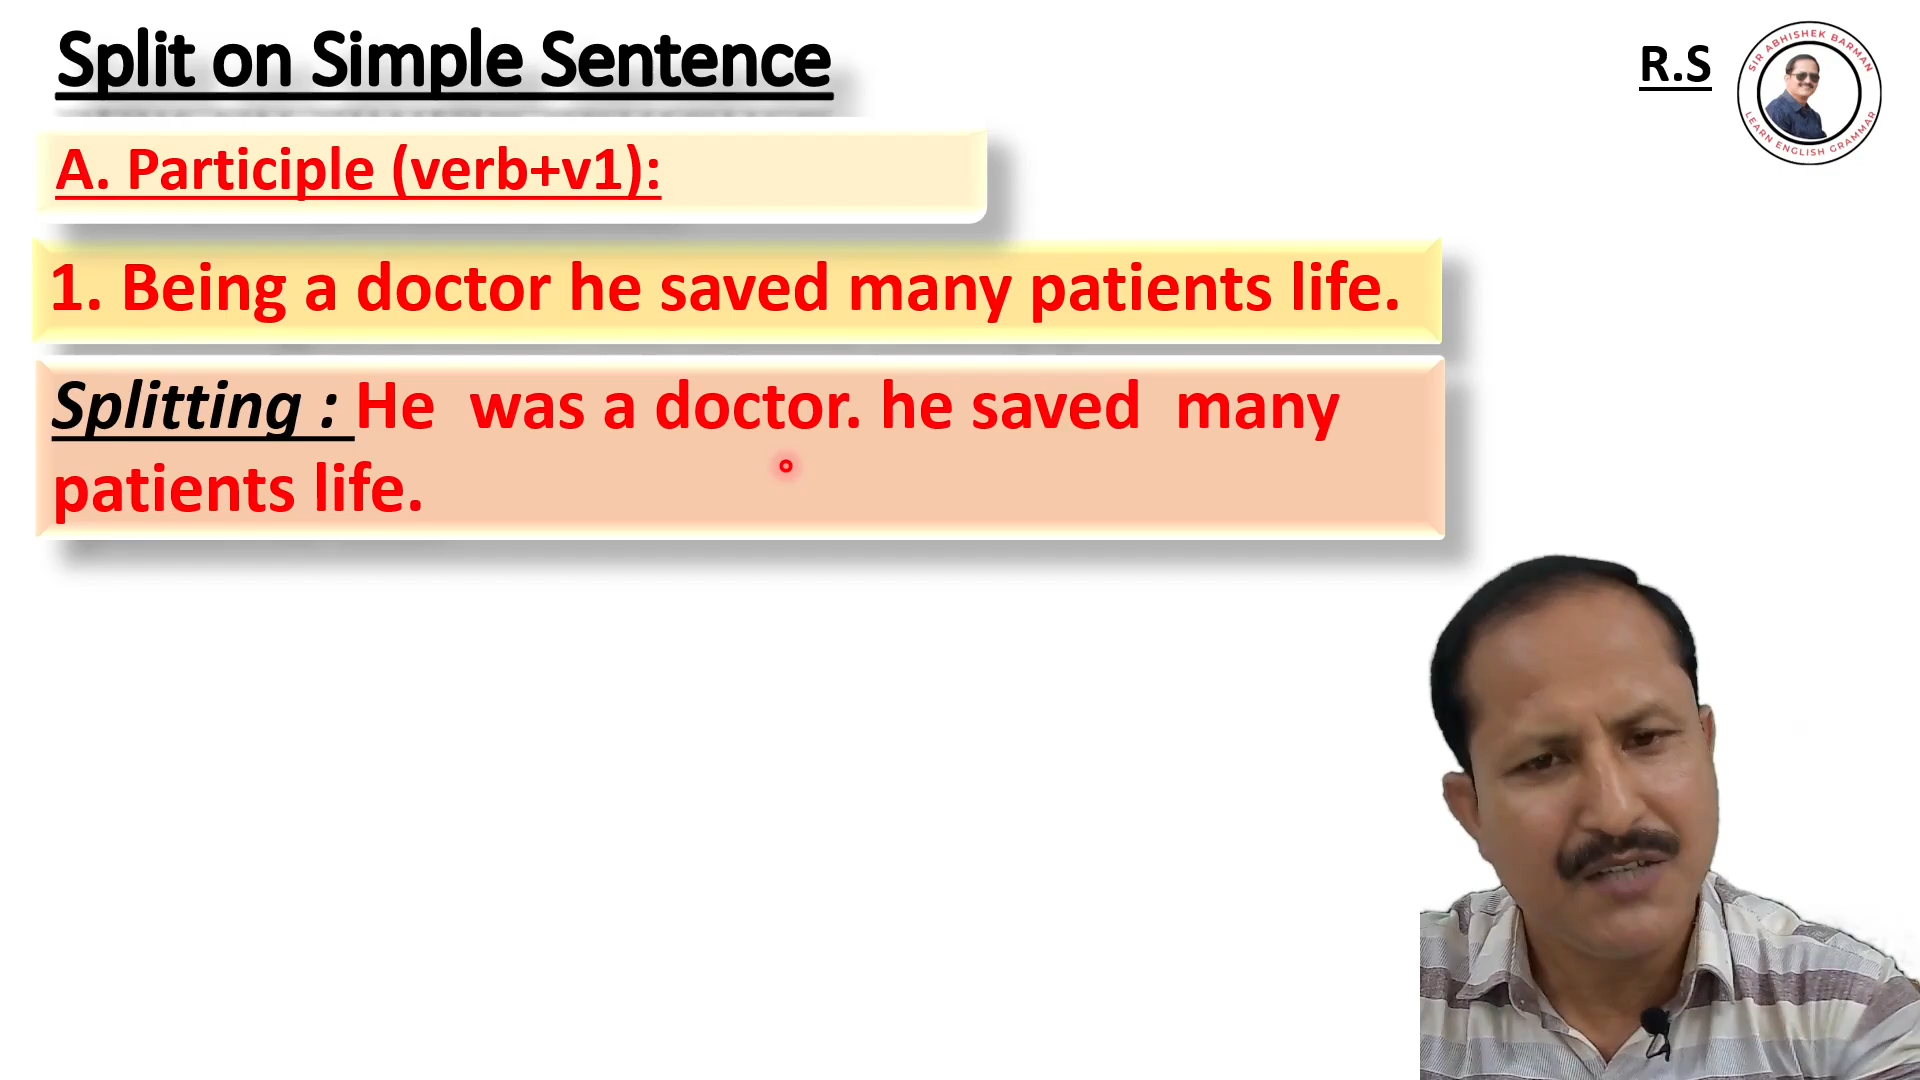 Split on Simple Sentence
R.S
SIR ABHISHEK BARMAN
LEARN ENGLISH GRAMMAR
A. Participle (verb+v1):
1. Being a doctor he saved many patients life.
Splitting : He was a doctor. he saved many
patients life.